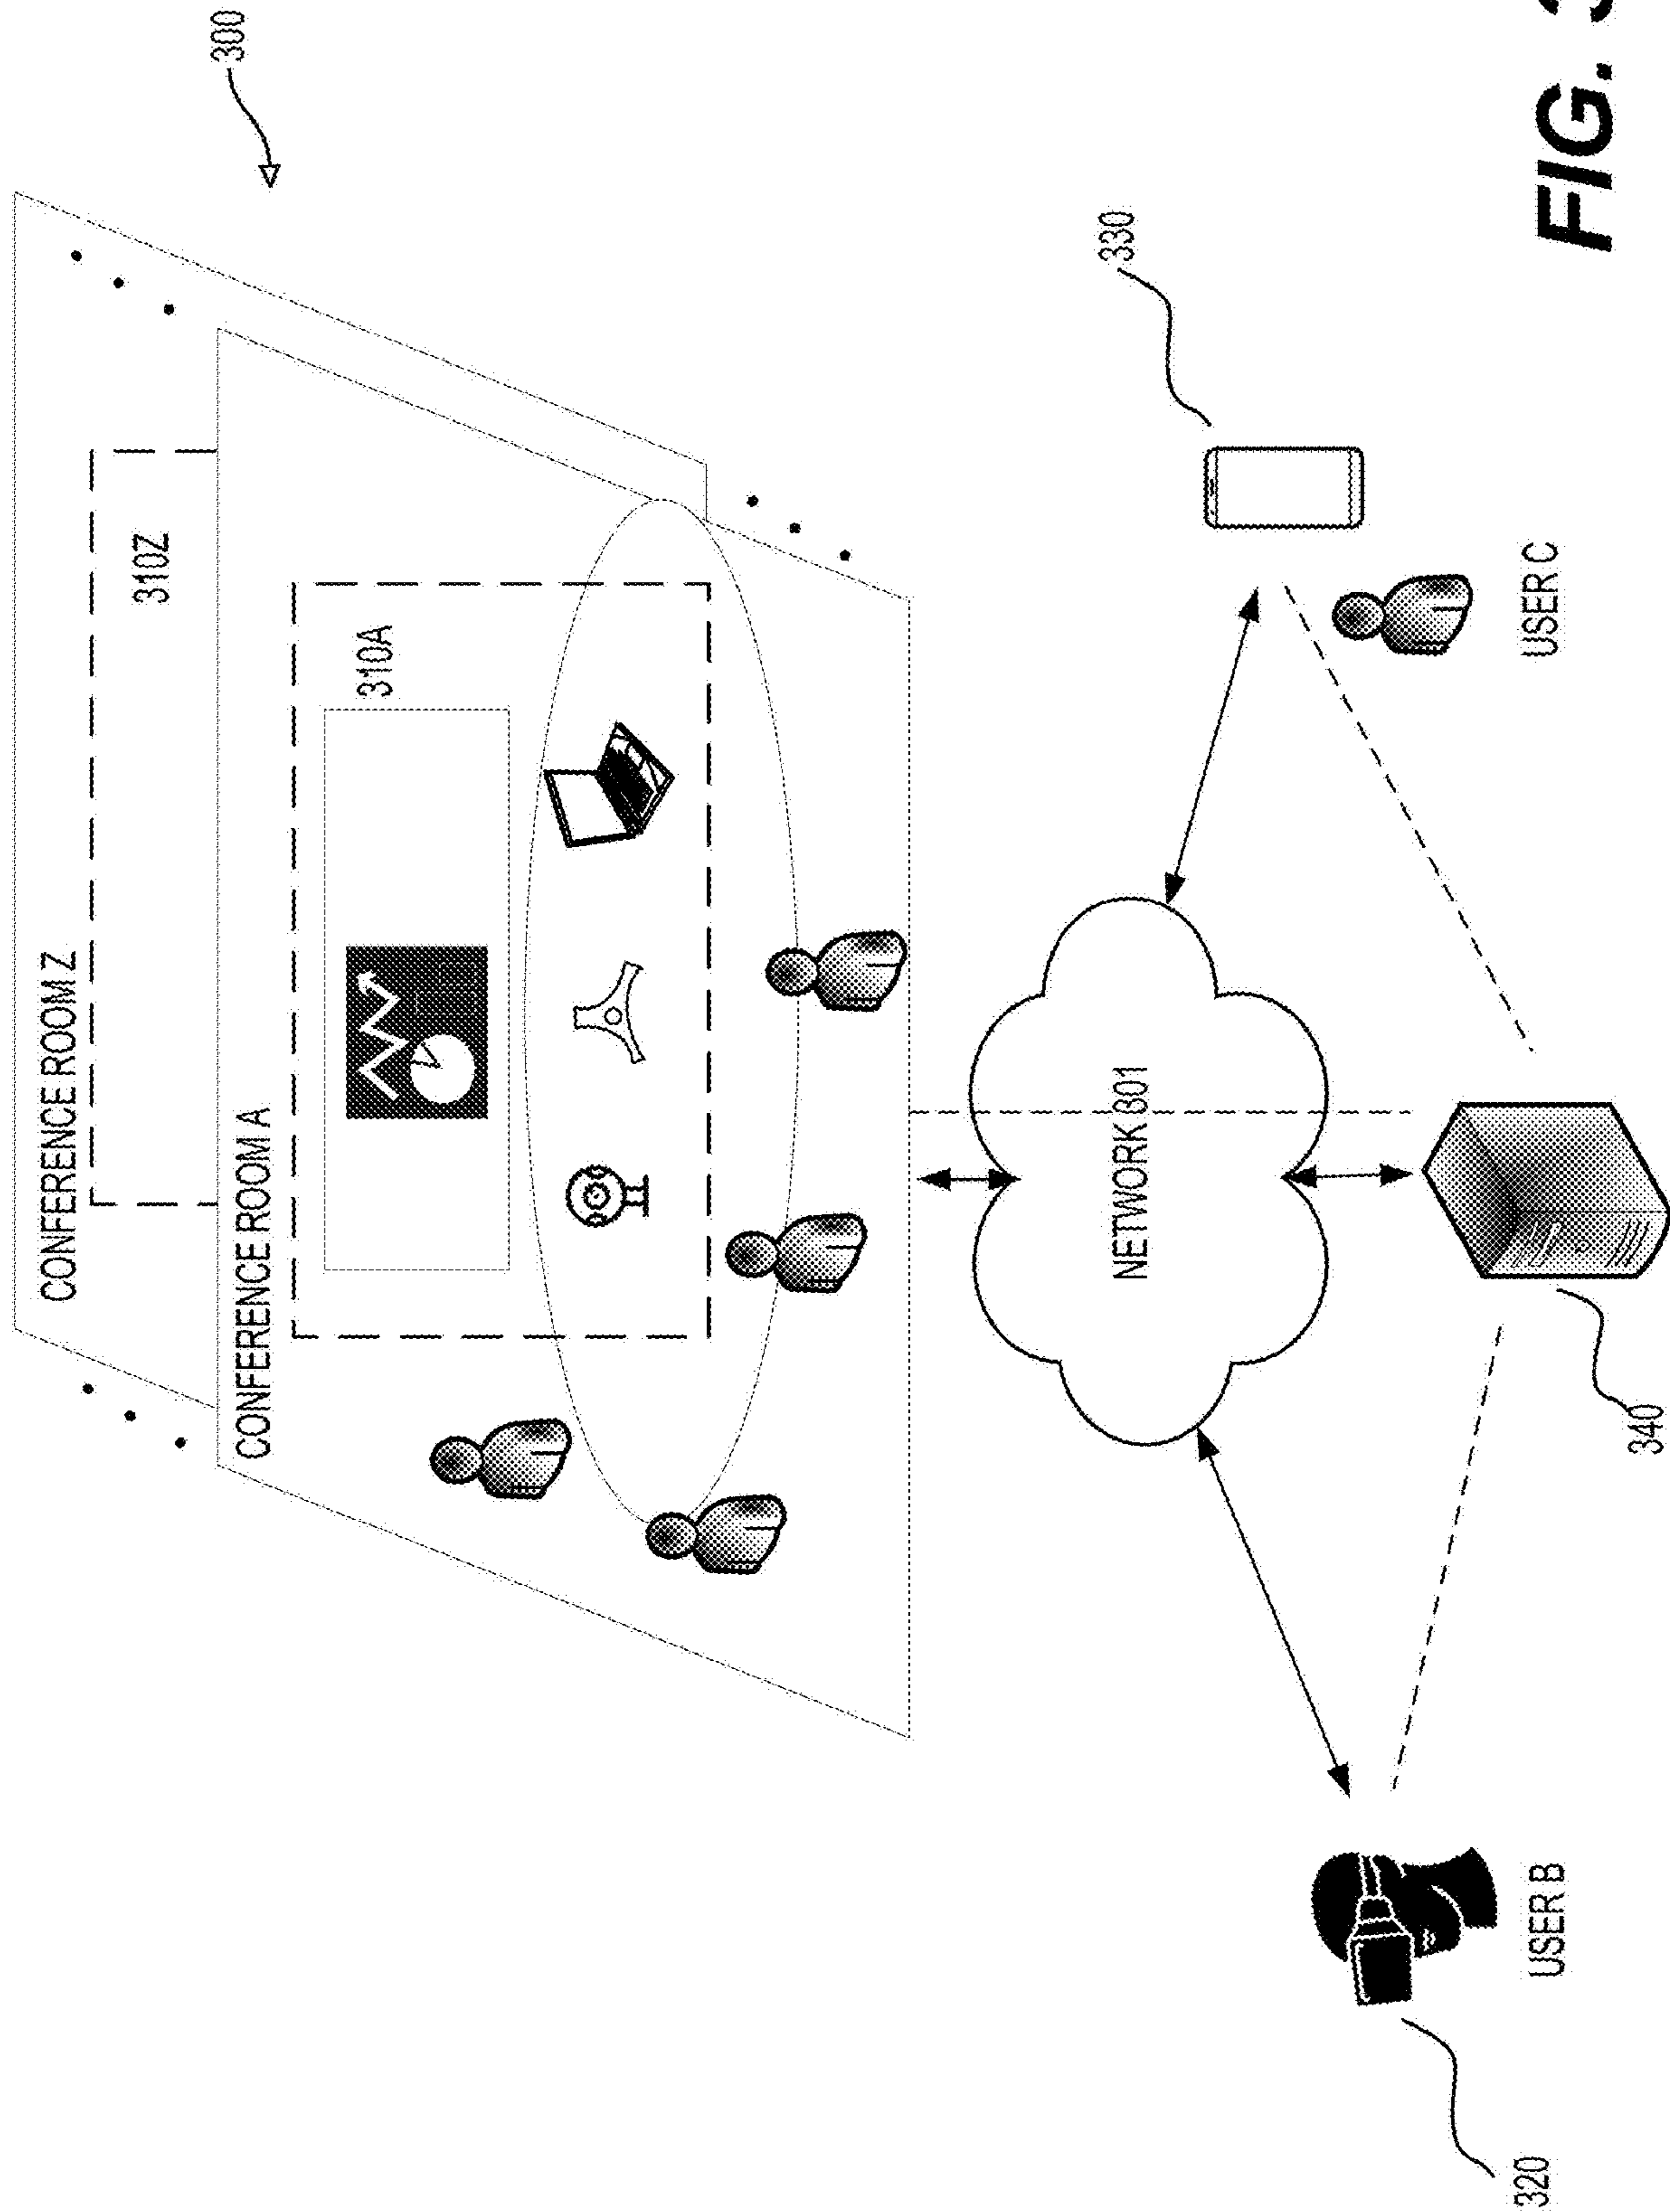 300
CONFERENCE ROOM Z
310Z
CONFERENCE ROOM A
310A
NETWORK 301
330
USER C
USER B
320
340
FIG. 3